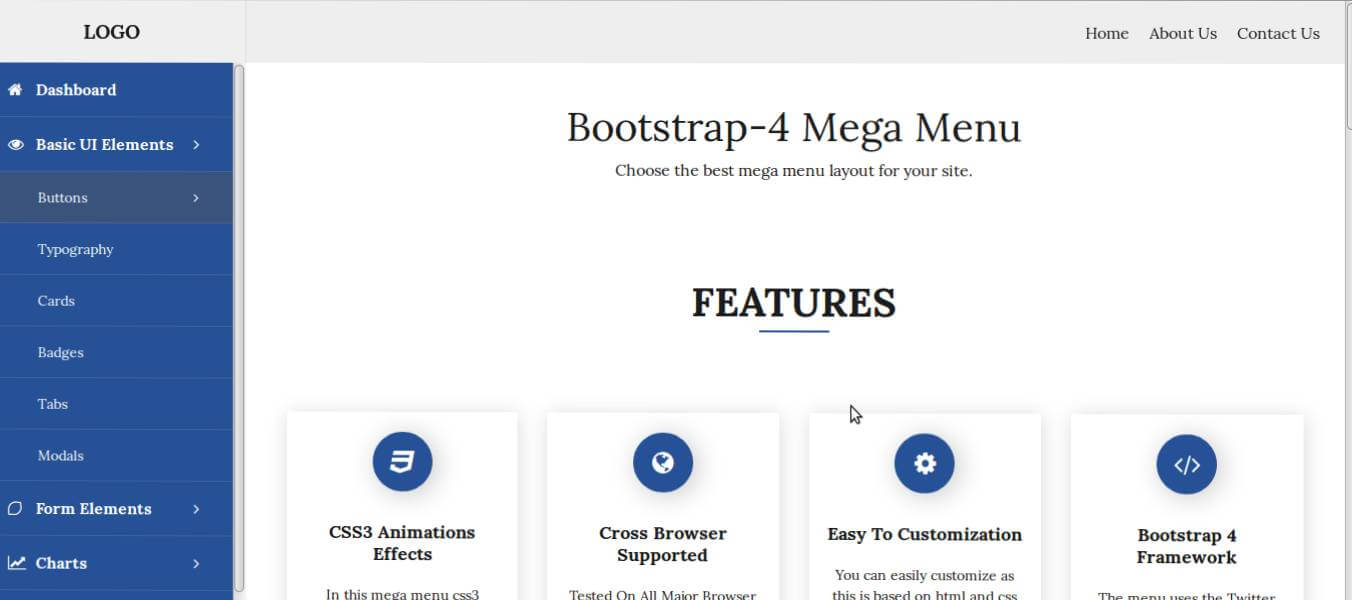 LOGO
Home About Us Contact Us
Dashboard
Basic UI Elements
Buttons
Typography
Cards
Badges
Tabs
Modals
Form Elements
Charts
Bootstrap-4 Mega Menu
Choose the best mega menu layout for your site.
FEATURES
CSS3 Animations
Effects
In this mega menu css3
Cross Browser
Supported
Tested On All Major Browser
Easy To Customization
You can easily customize as
this is based on html and css
Bootstrap 4
Framework
The menu uses the Twitter